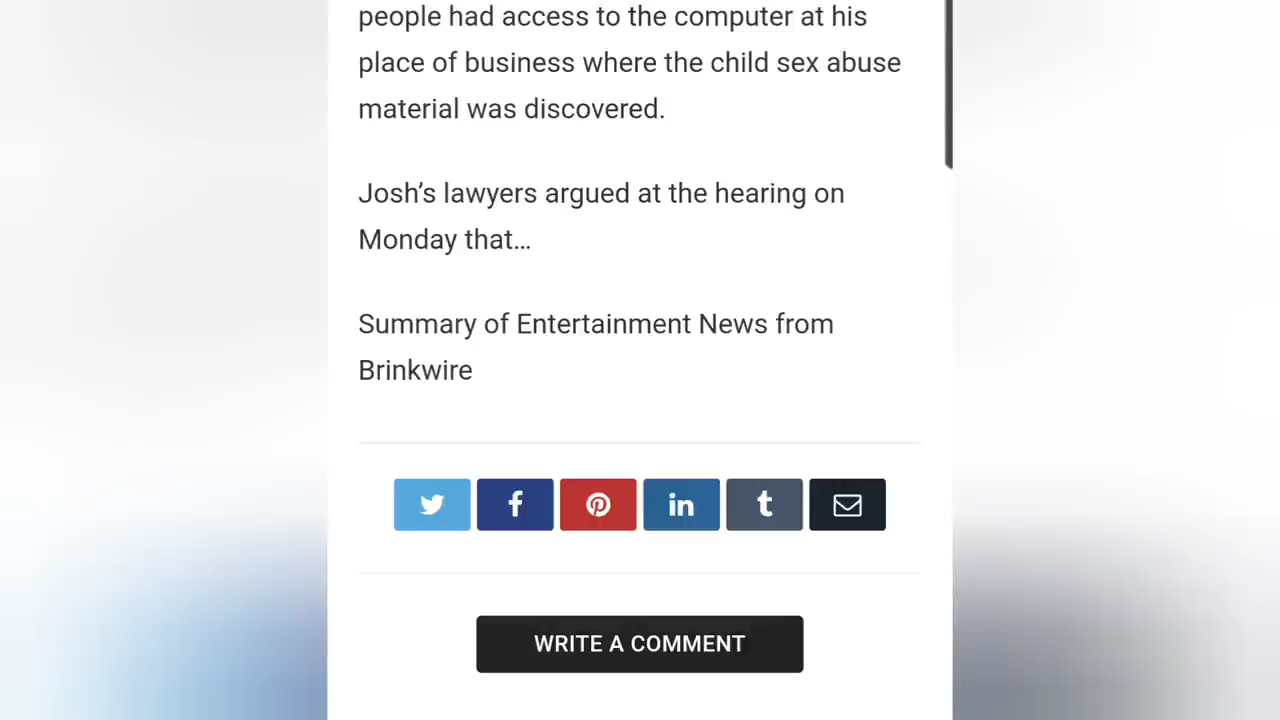 people had access to the computer at his
place of business where the child sex abuse
material was discovered.
Josh’s lawyers argued at the hearing on
Monday that…
Summary of Entertainment News from
Brinkwire
WRITE A COMMENT